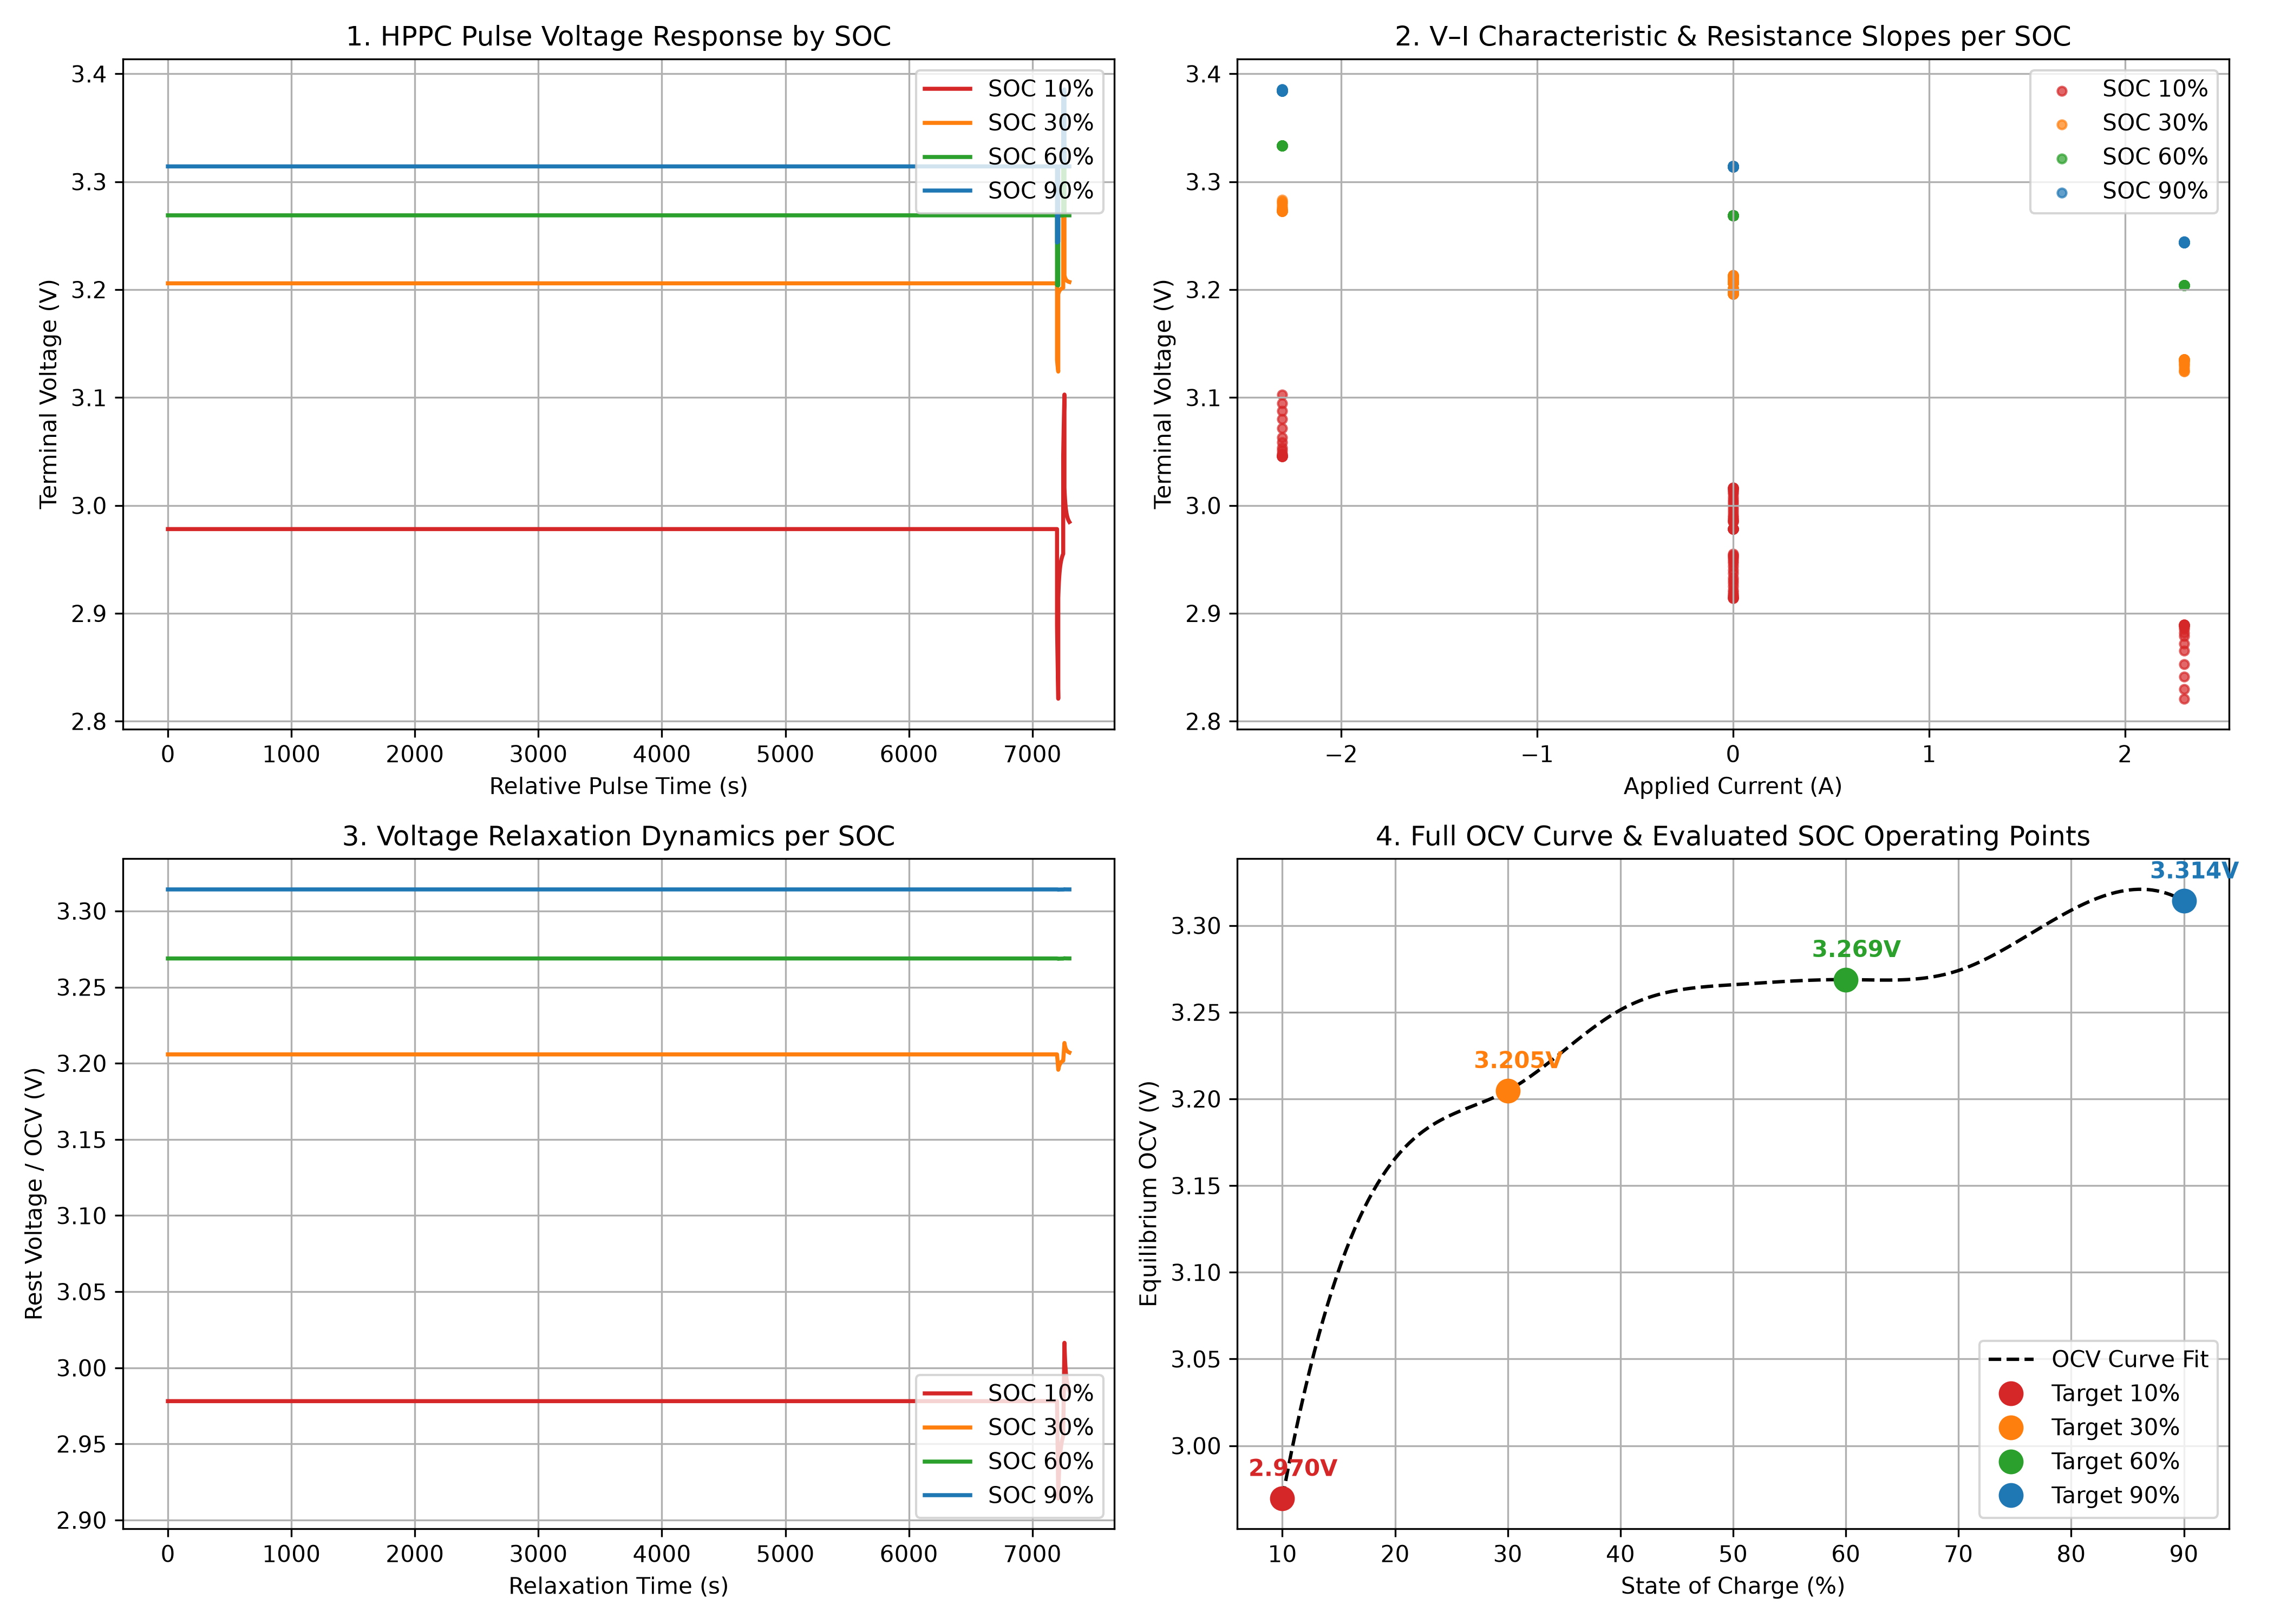 1. HPPC Pulse Voltage Response by SOC
Terminal Voltage (V)
3.4
3.3
3.2
3.1
3.0
2.9
2.8
SOC 10%
SOC 30%
SOC 60%
SOC 90%
0 1000 2000 3000 4000 5000 6000 7000
Relative Pulse Time (s)
2. V–I Characteristic & Resistance Slopes per SOC
Terminal Voltage (V)
3.4
3.3
3.2
3.1
3.0
2.9
2.8
SOC 10%
SOC 30%
SOC 60%
SOC 90%
−2 −1 0 1 2
Applied Current (A)
3. Voltage Relaxation Dynamics per SOC
Rest Voltage / OCV (V)
3.30
3.25
3.20
3.15
3.10
3.05
3.00
2.95
2.90
SOC 10%
SOC 30%
SOC 60%
SOC 90%
0 1000 2000 3000 4000 5000 6000 7000
Relaxation Time (s)
4. Full OCV Curve & Evaluated SOC Operating Points
Equilibrium OCV (V)
3.30
3.25
3.20
3.15
3.10
3.05
3.00
3.314V
3.269V
3.205V
2.970V
OCV Curve Fit
Target 10%
Target 30%
Target 60%
Target 90%
10 20 30 40 50 60 70 80 90
State of Charge (%)